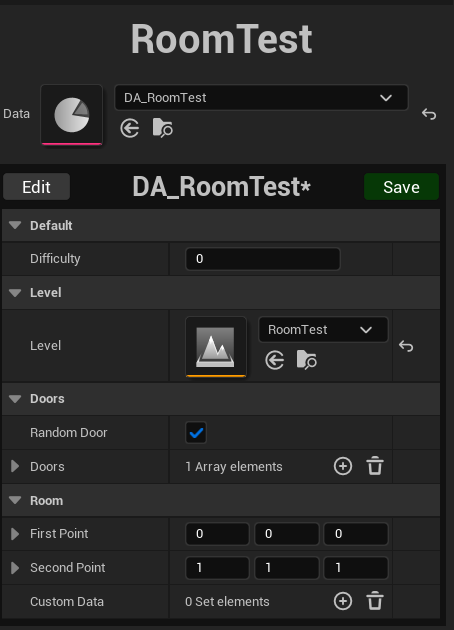 RoomTest
Data DA_RoomTest
Edit DA_RoomTest* Save
Default
Difficulty 0
Level
Level RoomTest
Doors
Random Door
Doors 1 Array elements
Room
First Point 0 0 0
Second Point 1 1 1
Custom Data 0 Set elements